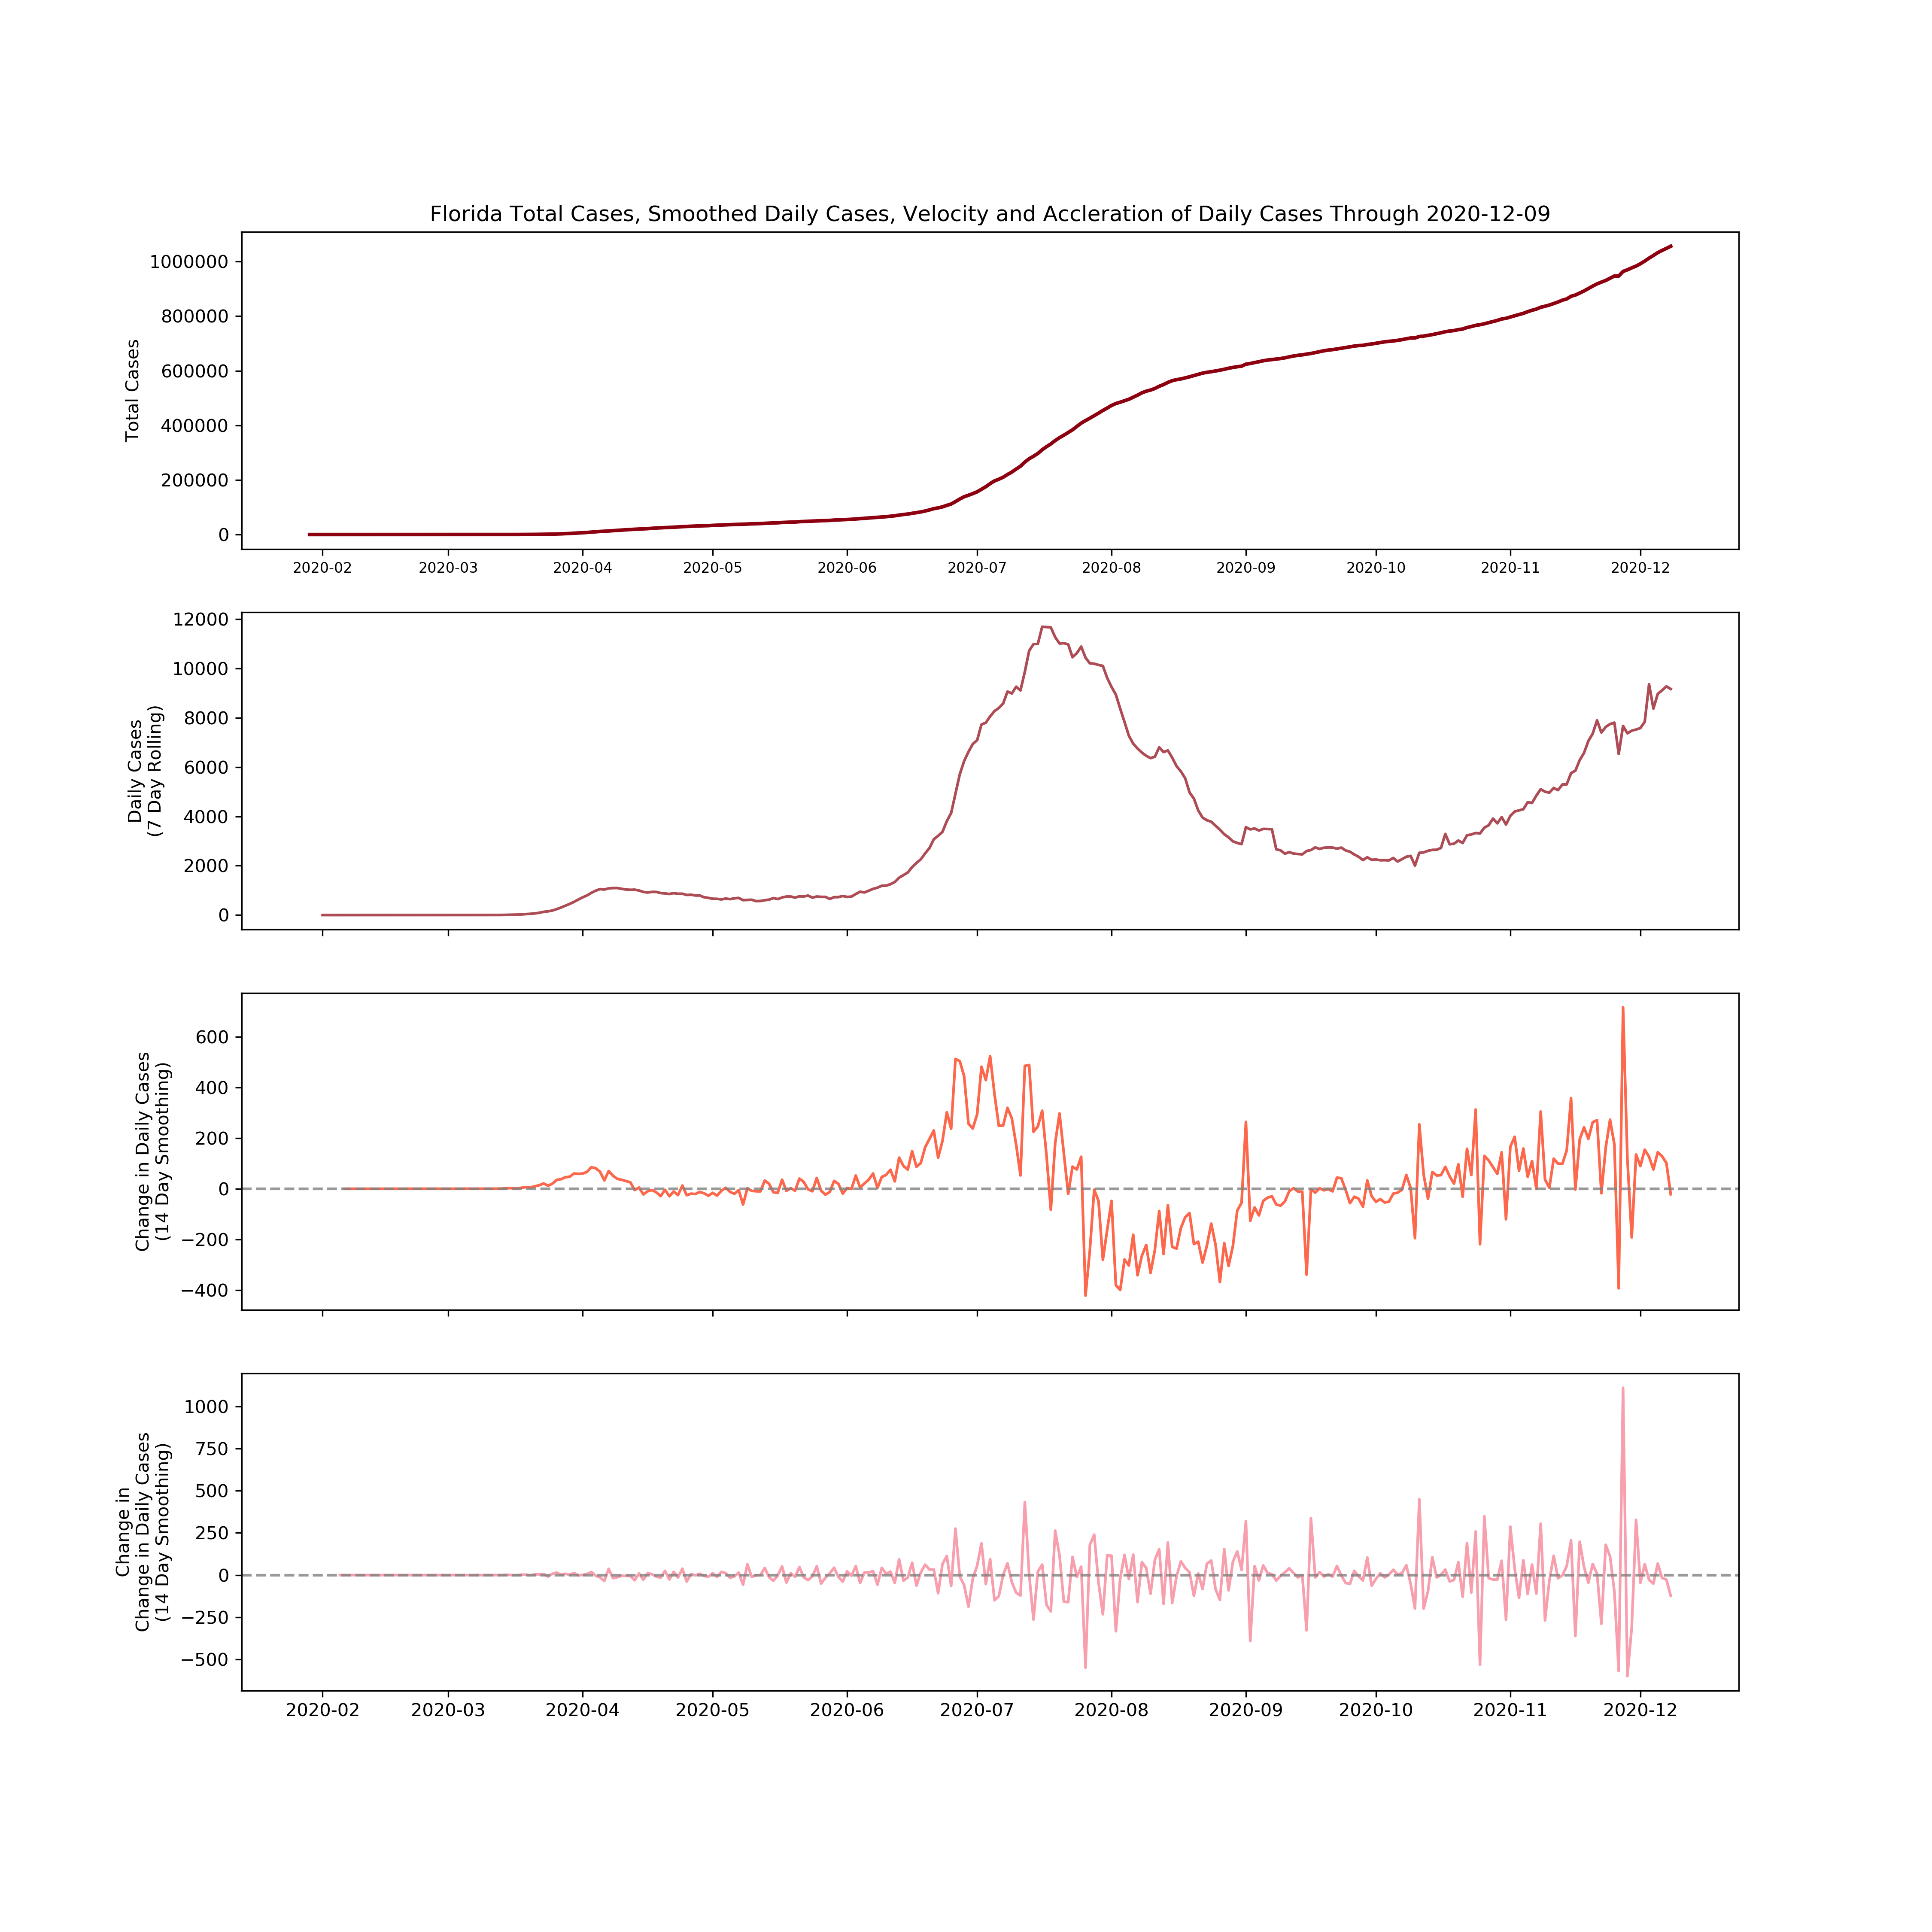 Florida Total Cases, Smoothed Daily Cases, Velocity and Accleration of Daily Cases Through 2020-12-09
Total Cases
1000000
800000
600000
400000
200000
0
2020-02 2020-03 2020-04 2020-05 2020-06 2020-07 2020-08 2020-09 2020-10 2020-11 2020-12
Daily Cases
(7 Day Rolling)
12000
10000
8000
6000
4000
2000
0
Change in Daily Cases
(14 Day Smoothing)
600
400
200
0
−200
−400
Change in
Change in Daily Cases
(14 Day Smoothing)
1000
750
500
250
0
−250
−500
2020-02 2020-03 2020-04 2020-05 2020-06 2020-07 2020-08 2020-09 2020-10 2020-11 2020-12